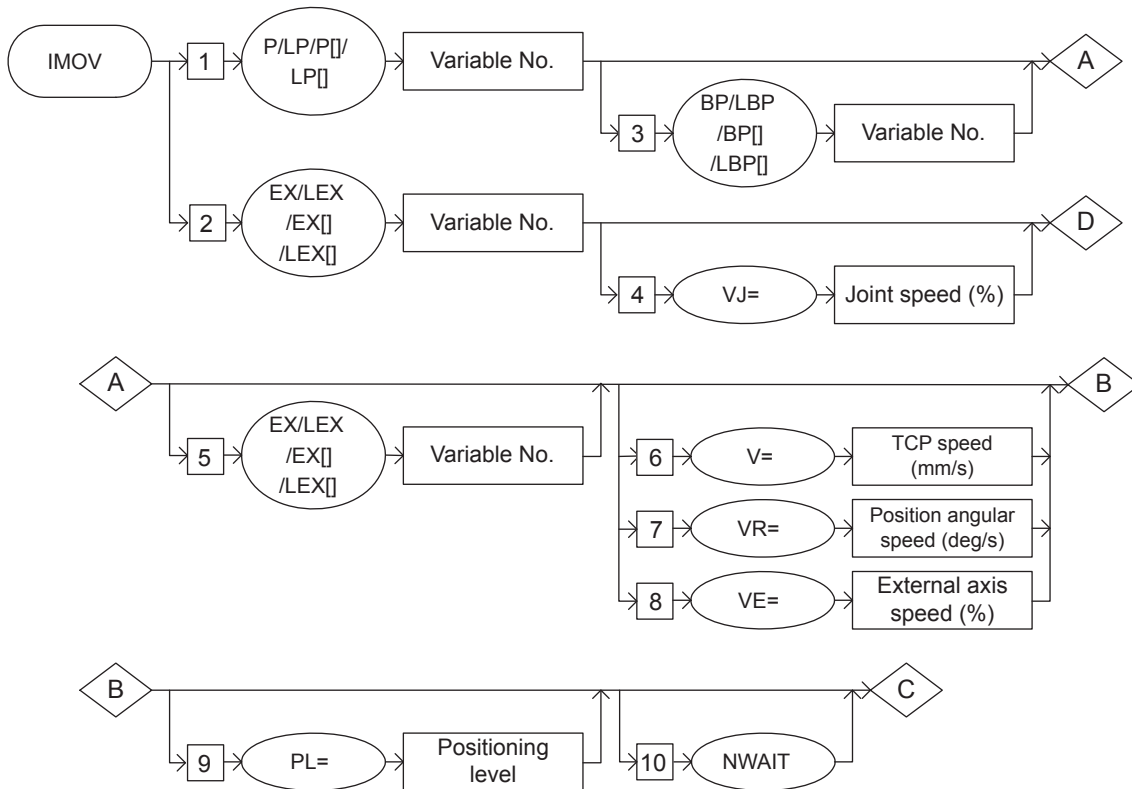 IMOV
1
P/LP/P[]/
LP[]
Variable No.
A
3
BP/LBP
/BP[]
/LBP[]
Variable No.
2
EX/LEX
/EX[]
/LEX[]
Variable No.
D
4
VJ=
Joint speed (%)
A
B
5
EX/LEX
/EX[]
/LEX[]
Variable No.
6
V=
TCP speed
(mm/s)
7
VR=
Position angular
speed (deg/s)
8
VE=
External axis
speed (%)
B
C
9
PL=
Positioning
level
10
NWAIT